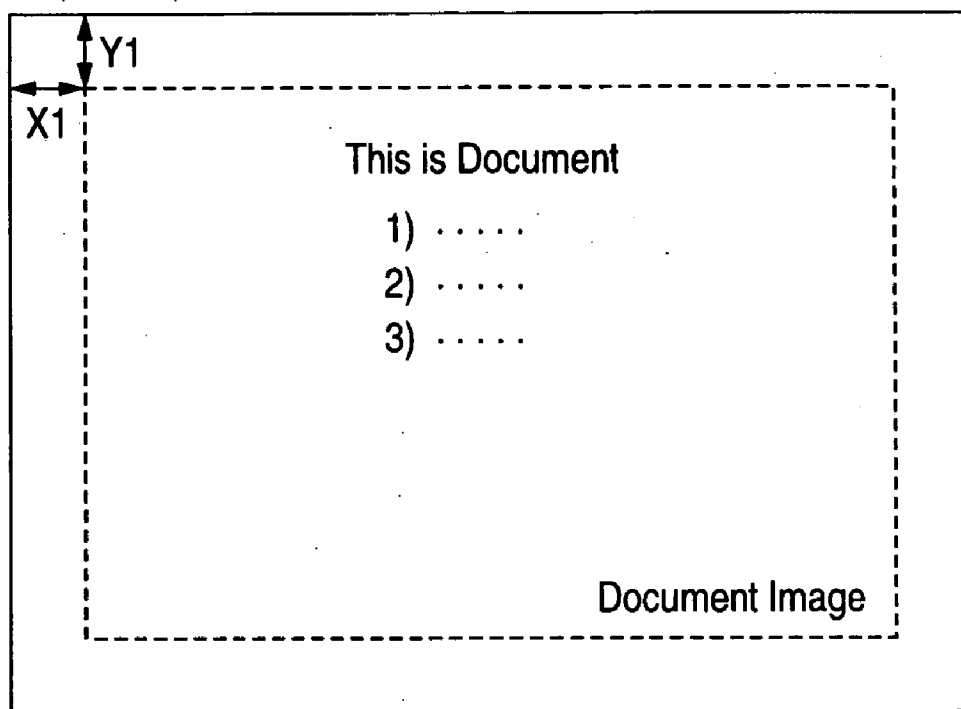 Y1
X1
This is Document
1) · · · · ·
2) · · · · ·
3) · · · · ·
Document Image